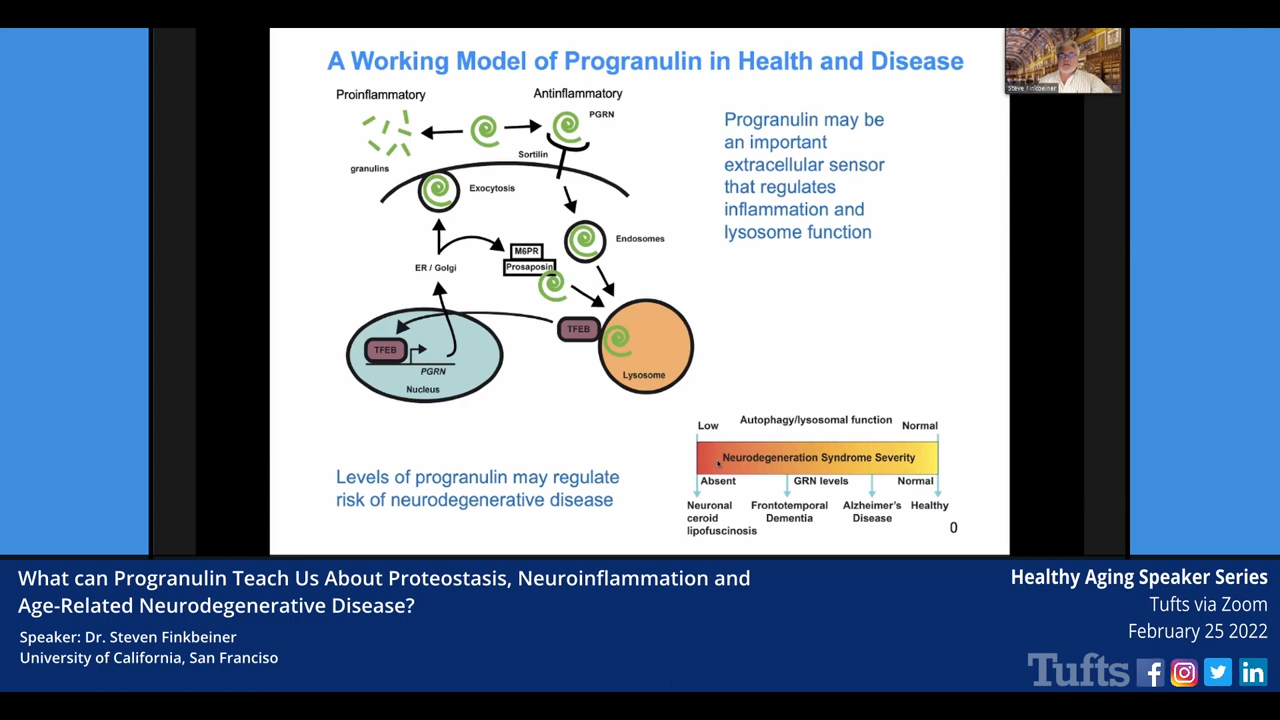 A Working Model of Progranulin in Health and Disease
Steve Finkbeiner
Proinflammatory
Antinflammatory
PGRN
Sortilin
granulins
Exocytosis
Progranulin may be
an important
extracellular sensor
that regulates
inflammation and
lysosome function
Endosomes
M6PR
Prosaposin
ER / Golgi
TFEB
TFEB
PGRN
Nucleus
Lysosome
Levels of progranulin may regulate
risk of neurodegenerative disease
Autophagy/lysosomal function
Low
Normal
Neurodegeneration Syndrome Severity
Absent
GRN levels
Normal
Neuronal
ceroid
lipofuscinosis
Frontotemporal
Dementia
Alzheimer's
Disease
Healthy
0
What can Progranulin Teach Us About Proteostasis, Neuroinflammation and
Age-Related Neurodegenerative Disease?
Speaker: Dr. Steven Finkbeiner
University of California, San Franciso
Healthy Aging Speaker Series
Tufts via Zoom
February 25 2022
Tufts